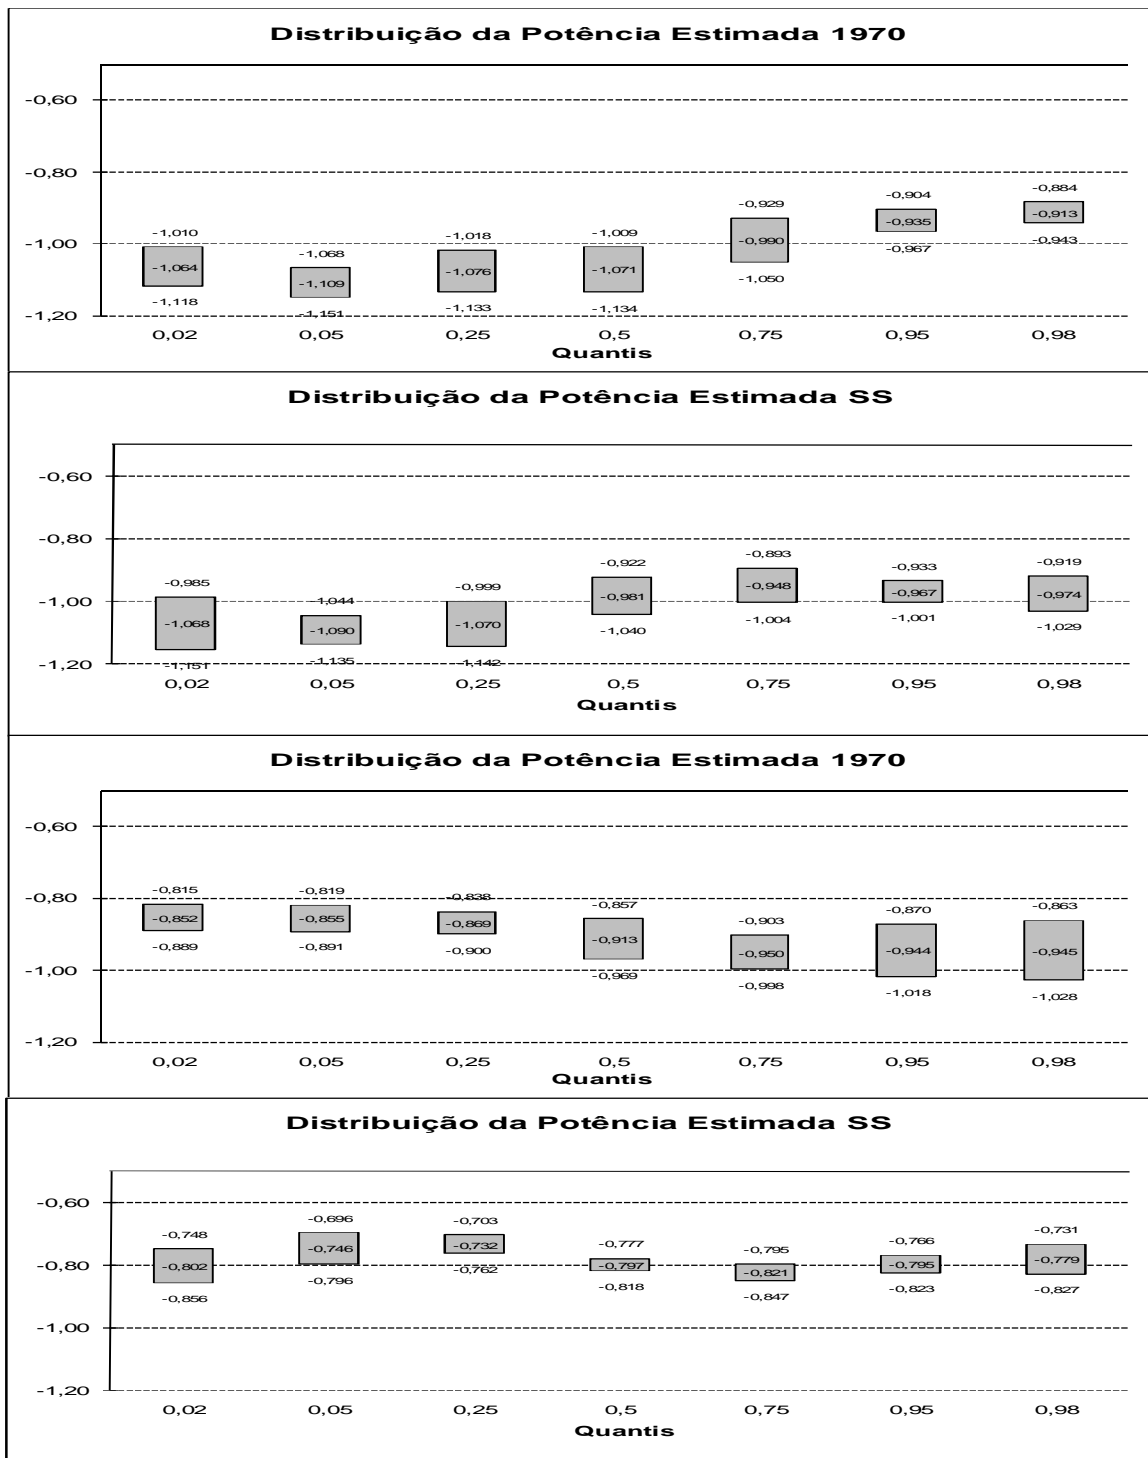 Distribuição da Potência Estimada 1970
-0,60
-0,80
-1,00
-1,20
-1,010 -1,068 -1,018 -1,009 -0,929 -0,904 -0,884
-1,064 -1,109 -1,076 -1,071 -0,990 -0,935 -0,913
-1,118 -1,151 -1,133 -1,134 -1,050 -0,967 -0,943
0,02 0,05 0,25 0,5 0,75 0,95 0,98
Quantis
Distribuição da Potência Estimada SS
-0,60
-0,80
-1,00
-1,20
-0,985 -1,044 -0,999 -0,922 -0,893 -0,933 -0,919
-1,068 -1,090 -1,070 -0,981 -0,948 -0,967 -0,974
-1,151 -1,135 -1,142 -1,040 -1,004 -1,001 -1,029
0,02 0,05 0,25 0,5 0,75 0,95 0,98
Quantis
Distribuição da Potência Estimada 1970
-0,60
-0,80
-1,00
-1,20
-0,815 -0,819 -0,838 -0,857 -0,903 -0,870 -0,863
-0,852 -0,855 -0,869 -0,913 -0,950 -0,944 -0,945
-0,889 -0,891 -0,900 -0,969 -0,998 -1,018 -1,028
0,02 0,05 0,25 0,5 0,75 0,95 0,98
Quantis
Distribuição da Potência Estimada SS
-0,60
-0,80
-1,00
-1,20
-0,748 -0,696 -0,703 -0,777 -0,795 -0,766 -0,731
-0,802 -0,746 -0,732 -0,797 -0,821 -0,795 -0,779
-0,856 -0,796 -0,762 -0,818 -0,847 -0,823 -0,827
0,02 0,05 0,25 0,5 0,75 0,95 0,98
Quantis